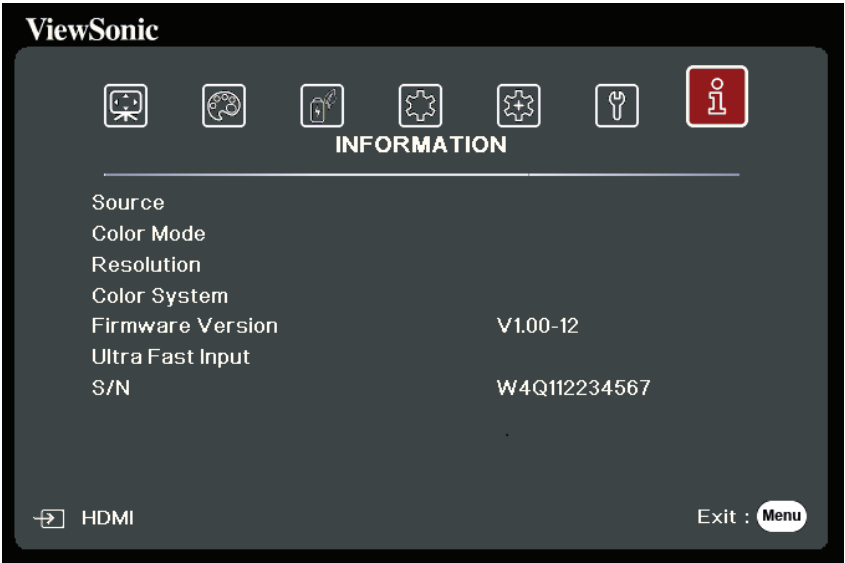 ViewSonic
INFORMATION
Source
Color Mode
Resolution
Color System
Firmware Version V1.00-12
Ultra Fast Input
S/N W4Q112234567
HDMI Exit : Menu